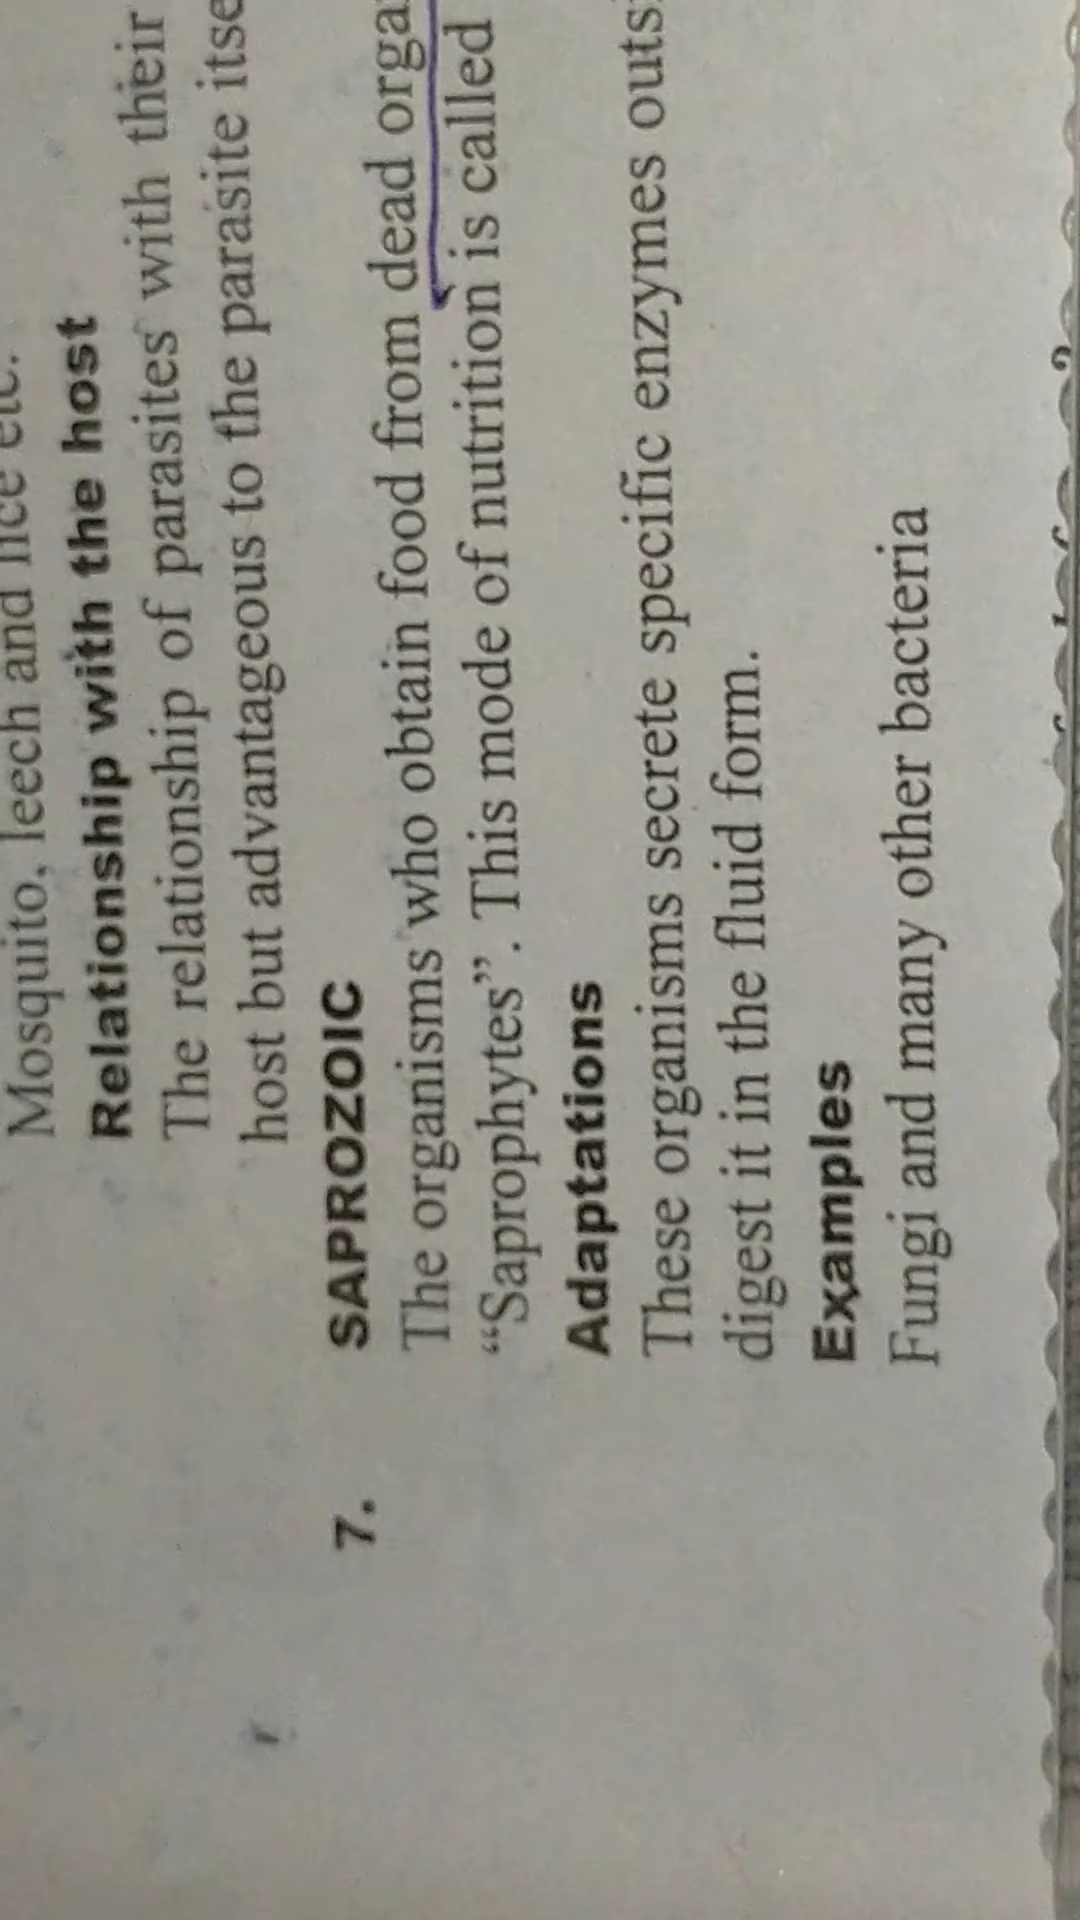 Mosquito, leech and lice etc.
Relationship with the host
The relationship of parasites with their
host but advantageous to the parasite itse
7. SAPROZOIC
The organisms who obtain food from dead orga
“Saprophytes”. This mode of nutrition is called
Adaptations
These organisms secrete specific enzymes outs
digest it in the fluid form.
Examples
Fungi and many other bacteria